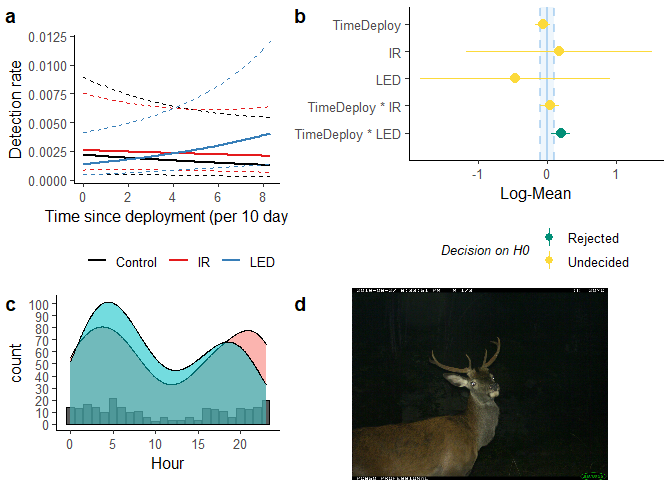 a
0.0125
0.0100
0.0075
0.0050
0.0025
0.0000
Detection rate
0 2 4 6 8
Time since deployment (per 10 day
Control IR LED
b
TimeDeploy
IR
LED
TimeDeploy * IR
TimeDeploy * LED
-1 0 1
Log-Mean
Decision on H0
Rejected
Undecided
c
100
90
80
70
60
50
40
30
20
10
0
count
0 5 10 15 20
Hour
d
PC850 PROFESSIONAL